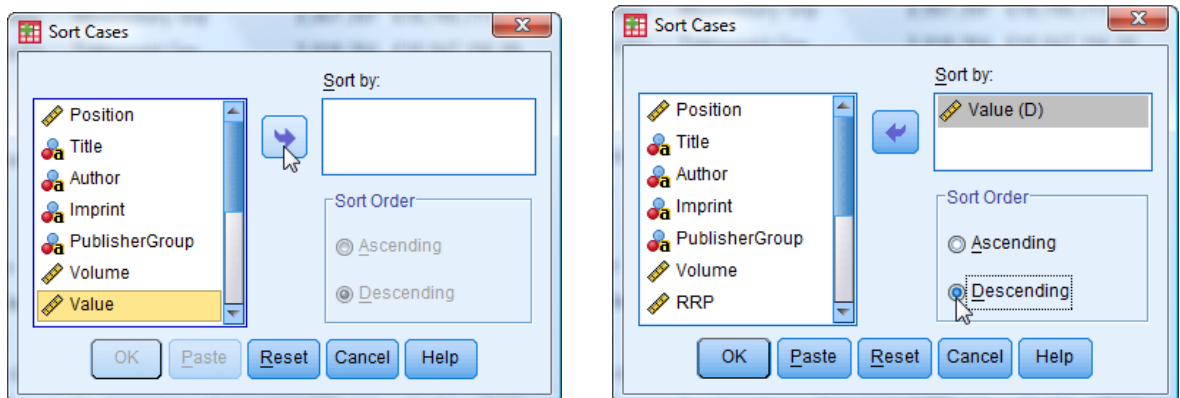 Sort Cases
Sort by:
Position
Title
Author
Imprint
PublisherGroup
Volume
Value
Sort Order
Ascending
Descending
OK
Paste
Reset
Cancel
Help
Sort Cases
Sort by:
Position
Title
Author
Imprint
PublisherGroup
Volume
RRP
Value (D)
Sort Order
Ascending
Descending
OK
Paste
Reset
Cancel
Help